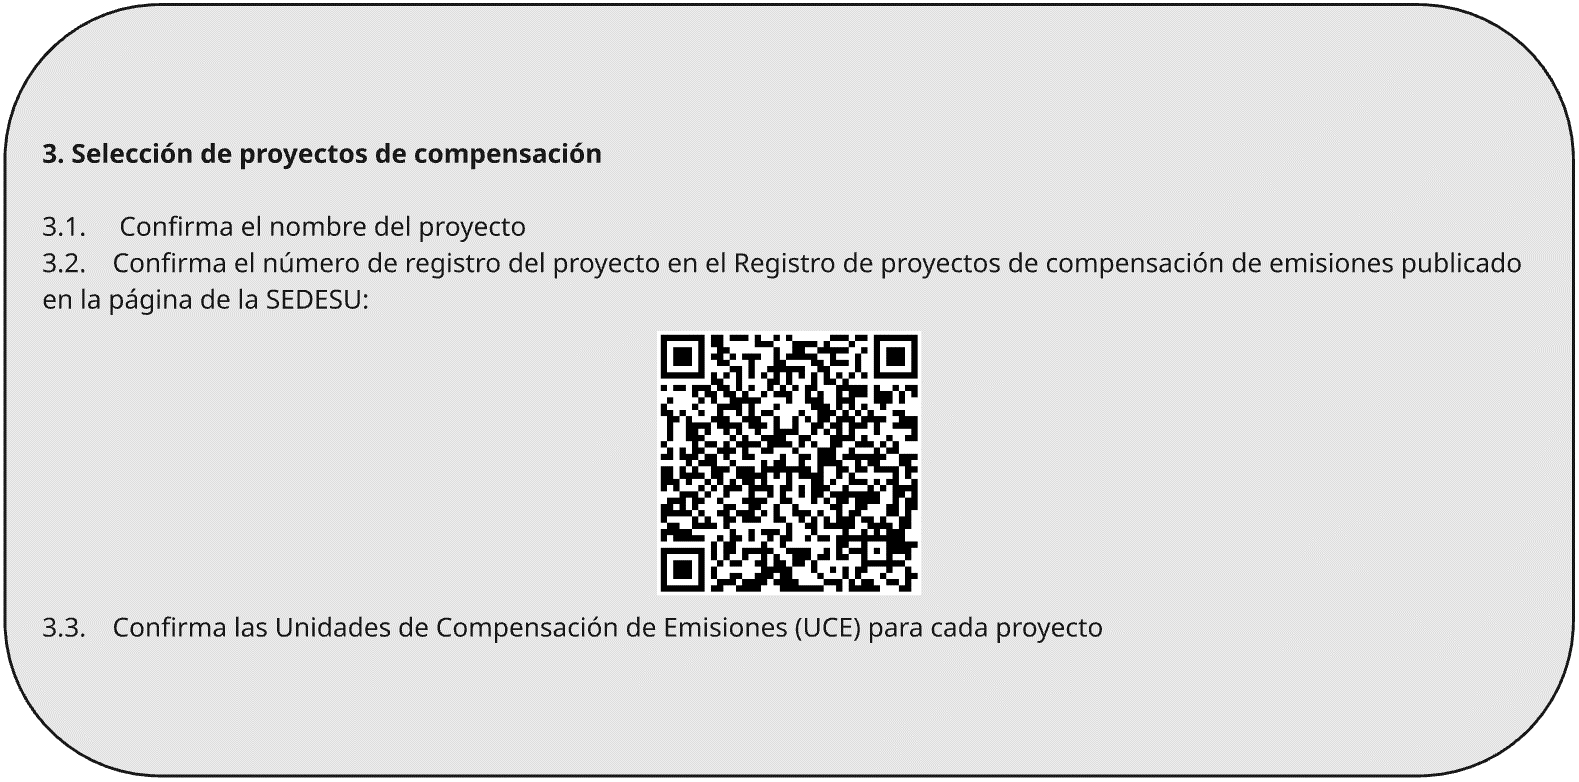 3. Selección de proyectos de compensación
3.1. Confirma el nombre del proyecto
3.2. Confirma el número de registro del proyecto en el Registro de proyectos de compensación de emisiones publicado
en la página de la SEDESU:
3.3. Confirma las Unidades de Compensación de Emisiones (UCE) para cada proyecto